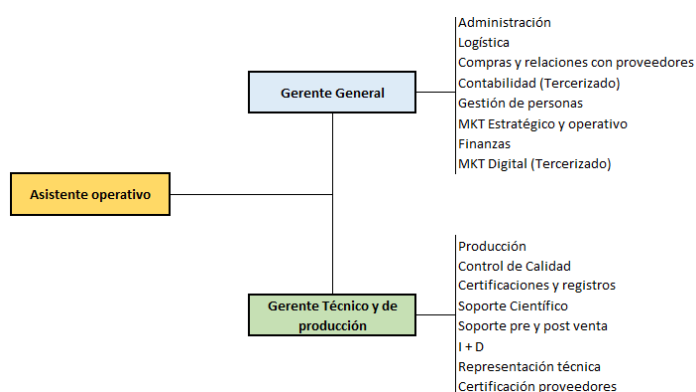 Administración
Logística
Compras y relaciones con proveedores
Gerente General
Contabilidad (Tercerizado)
Gestión de personas
MKT Estratégico y operativo
Finanzas
MKT Digital (Tercerizado)
Asistente operativo
Producción
Control de Calidad
Certificaciones y registros
Gerente Técnico y de
producción
Soporte Científico
Soporte pre y post venta
I + D
Representación técnica
Certificación proveedores